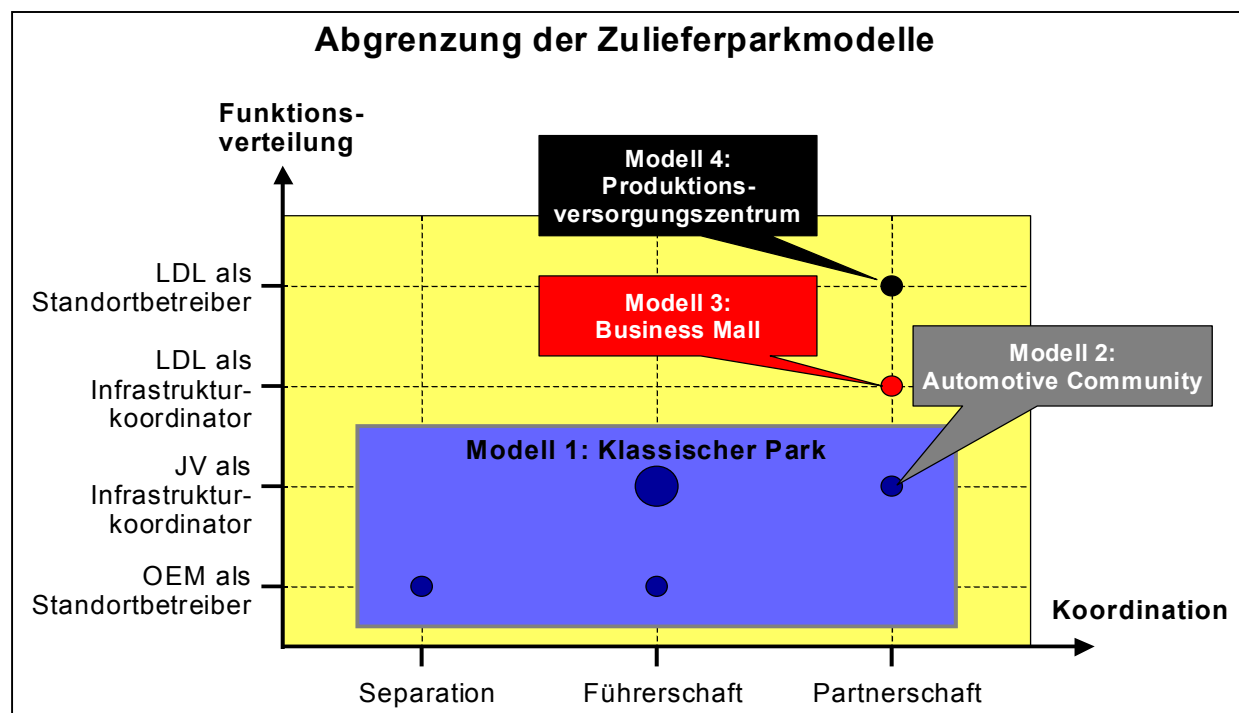 Abgrenzung der Zulieferparkmodelle
Funktions-
verteilung
Modell 4:
Produktions-
versorgungszentrum
LDL als
Standortbetreiber
Modell 3:
Business Mall
Modell 2:
Automotive Community
LDL als
Infrastruktur-
koordinator
Modell 1: Klassischer Park
JV als
Infrastruktur-
koordinator
OEM als
Standortbetreiber
Koordination
Separation
Führerschaft
Partnerschaft